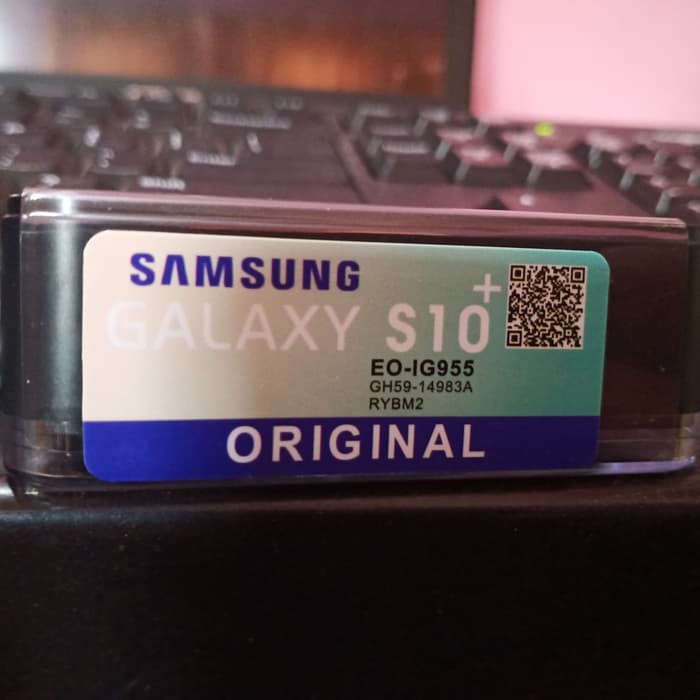 SAMSUNG
GALAXY S10+
EO-IG955
GH59-14983A
RYBM2
ORIGINAL